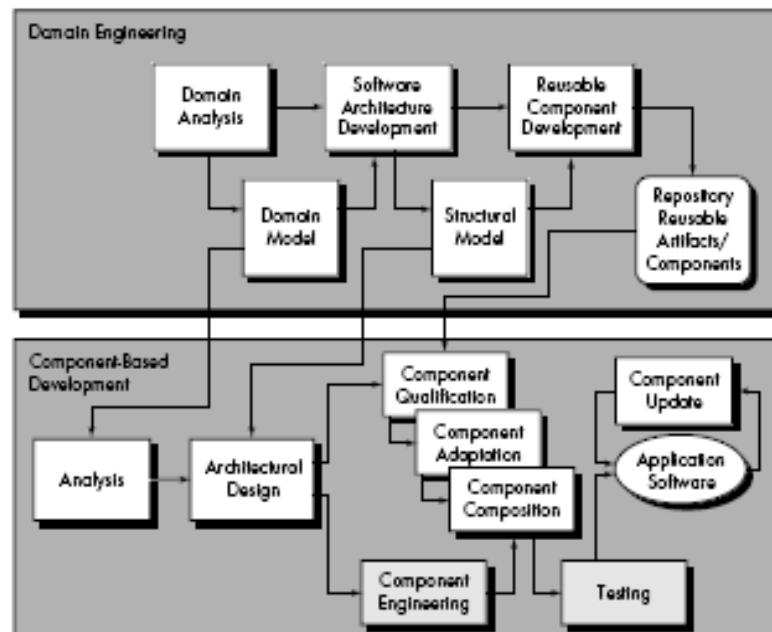 Domain Engineering
Domain
Analysis
Software
Architecture
Development
Reusable
Component
Development
Domain
Model
Structural
Model
Repository
Reusable
Artifacts/
Components
Component-Based
Development
Analysis
Architectural
Design
Component
Qualification
Component
Adaptation
Component
Composition
Component
Engineering
Testing
Component
Update
Application
Software